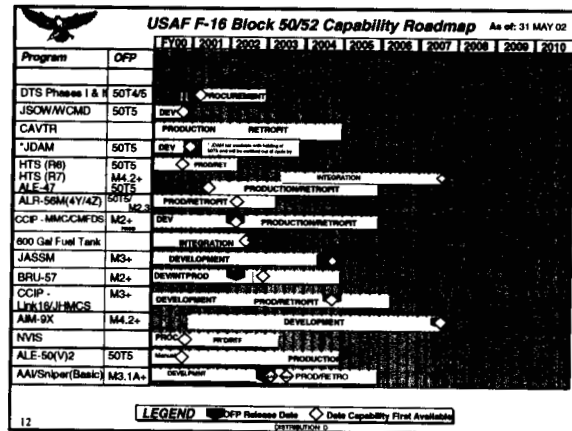 USAF F-16 Block 50/52 Capability Roadmap As of: 31 MAY 02
FY00 2001 2002 2003 2004 2005 2006 2007 2008 2009 2010
Program OFP
DTS Phases I & II 50T4/5 PROCUREMENT
JSOW/WCMD 50T5 DEV
CAVTR PRODUCTION RETROFIT
*JDAM 50T5 DEV
HTS (R6) 50T5 PROD/RET
HTS (R7) M4.2+ INTEGRATION
ALE-47 50T5 PRODUCTION/RETROFIT
ALR-56M(4Y/4Z) 50T5/ M2.3 PROD/RETROFIT
CCIP - MMC/CMFDS M2+ DEV PRODUCTION/RETROFIT
600 Gal Fuel Tank INTEGRATION
JASSM M3+ DEVELOPMENT
BRU-57 M2+ DEV/INT PROD
CCIP - M3+
Link16/JHMCS DEVELOPMENT PROD/RETROFIT
AIM-9X M4.2+ DEVELOPMENT
NVIS PROC
ALE-50(V)2 50T5 PRODUCTION
AAI/Sniper(Basic) M3.1A+ DEVELPMNT PROD/RETRO
LEGEND OFP Release Date Date Capability First Available
12 DISTRIBUTION D